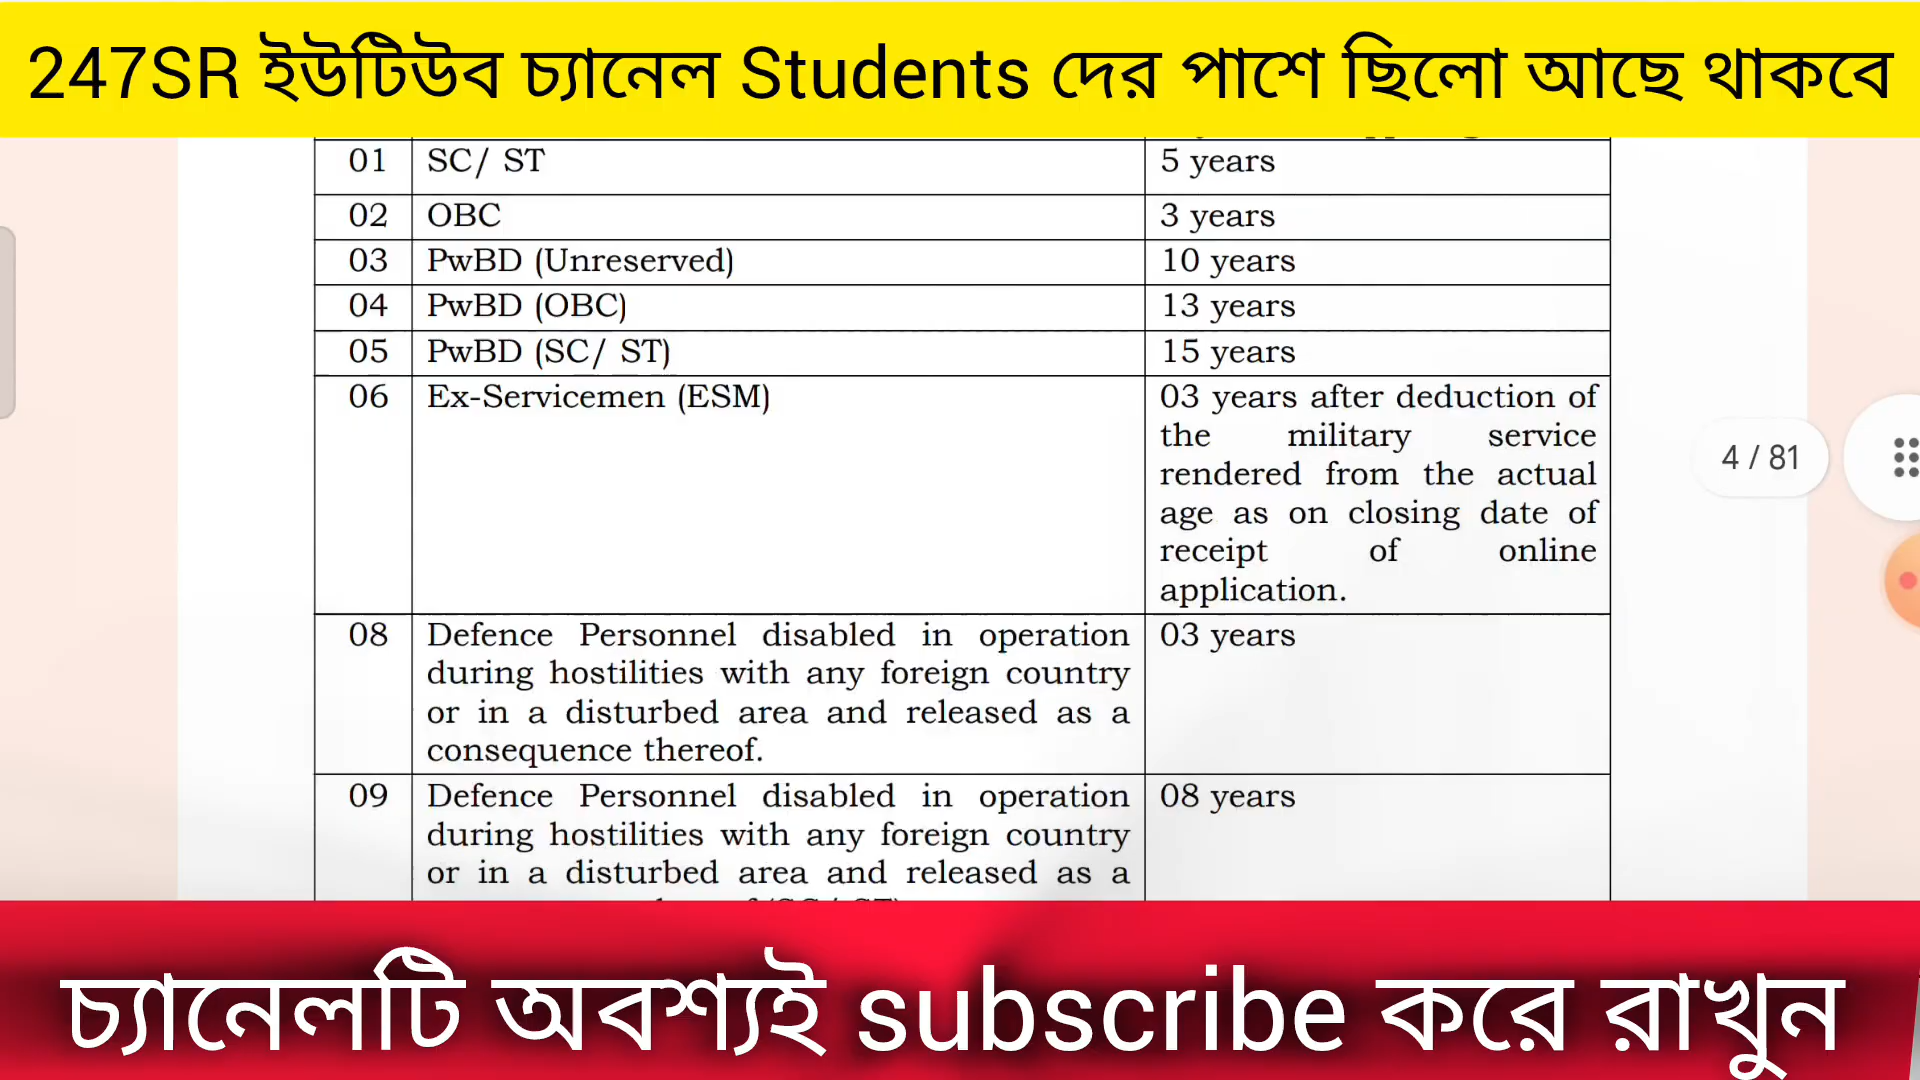 247SR ইউটিউব চ্যানেল Students দের পাশে ছিলো আছে থাকবে
01 SC/ ST 5 years
02 OBC 3 years
03 PwBD (Unreserved) 10 years
04 PwBD (OBC) 13 years
05 PwBD (SC/ ST) 15 years
06 Ex-Servicemen (ESM) 03 years after deduction of
the military service
rendered from the actual
age as on closing date of
receipt of online
application.
4 / 81
08 Defence Personnel disabled in operation 03 years
during hostilities with any foreign country
or in a disturbed area and released as a
consequence thereof.
09 Defence Personnel disabled in operation 08 years
during hostilities with any foreign country
or in a disturbed area and released as a
চ্যানেলটি অবশ্যই subscribe করে রাখুন